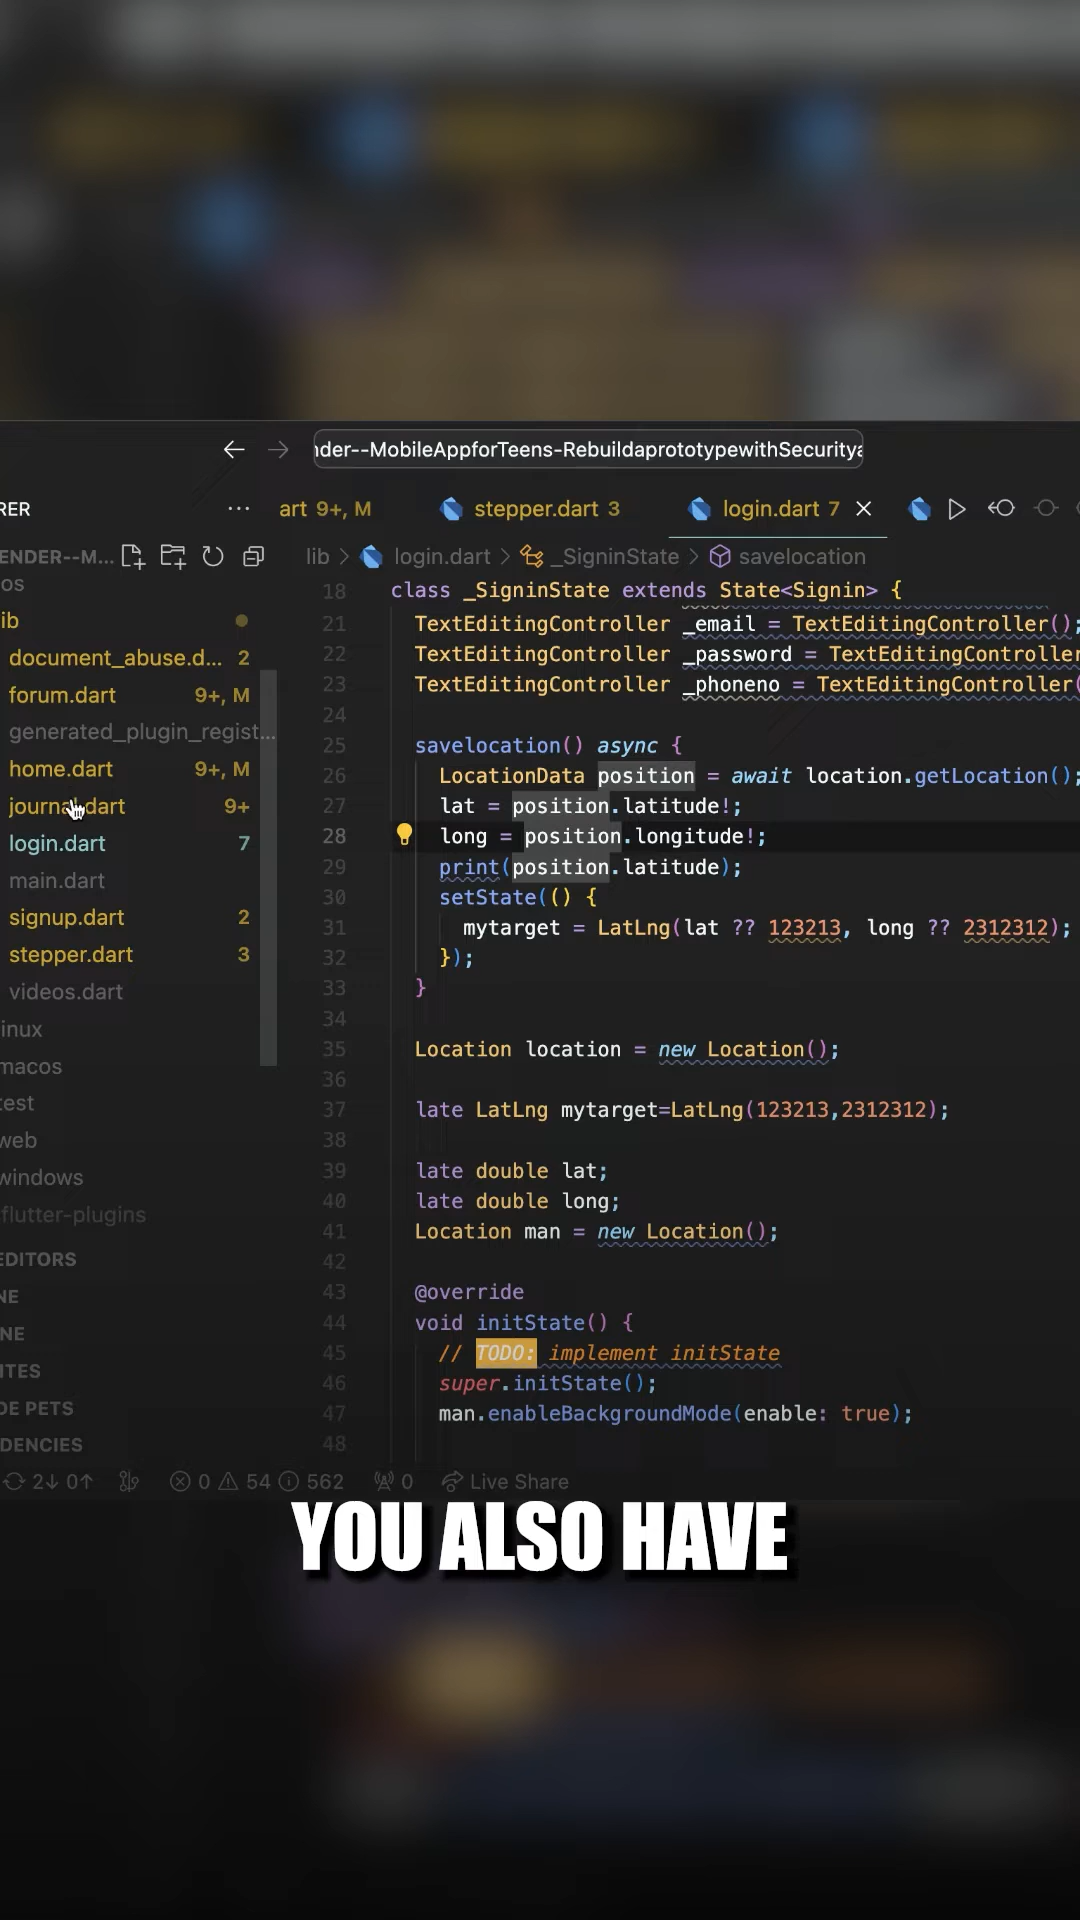 nder--MobileAppforTeens-RebuildaprototypewithSecurity
RER ... art 9+, M stepper.dart 3 login.dart 7
ENDER--M... lib > login.dart > _SigninState > savelocation
os
ib
document_abuse.d... 2
forum.dart 9+, M
generated_plugin_regist...
home.dart 9+, M
journal.dart 9+
login.dart 7
main.dart
signup.dart 2
stepper.dart 3
videos.dart
inux
macos
test
web
windows
flutter-plugins
EDITORS
NE
NE
ITES
DE PETS
DENCIES
18 class _SigninState extends State<Signin> {
21 TextEditingController _email = TextEditingController();
22 TextEditingController _password = TextEditingController
23 TextEditingController _phoneno = TextEditingController(
24
25 savelocation() async {
26 LocationData position = await location.getLocation();
27 lat = position.latitude!;
28 long = position.longitude!;
29 print(position.latitude);
30 setState(() {
31 mytarget = LatLng(lat ?? 123213, long ?? 2312312);
32 });
33 }
34
35 Location location = new Location();
36
37 late LatLng mytarget=LatLng(123213,2312312);
38
39 late double lat;
40 late double long;
41 Location man = new Location();
42
43 @override
44 void initState() {
45 // TODO: implement initState
46 super.initState();
47 man.enableBackgroundMode(enable: true);
48
2↓ 0↑ 0 54 562 0 Live Share
YOU ALSO HAVE